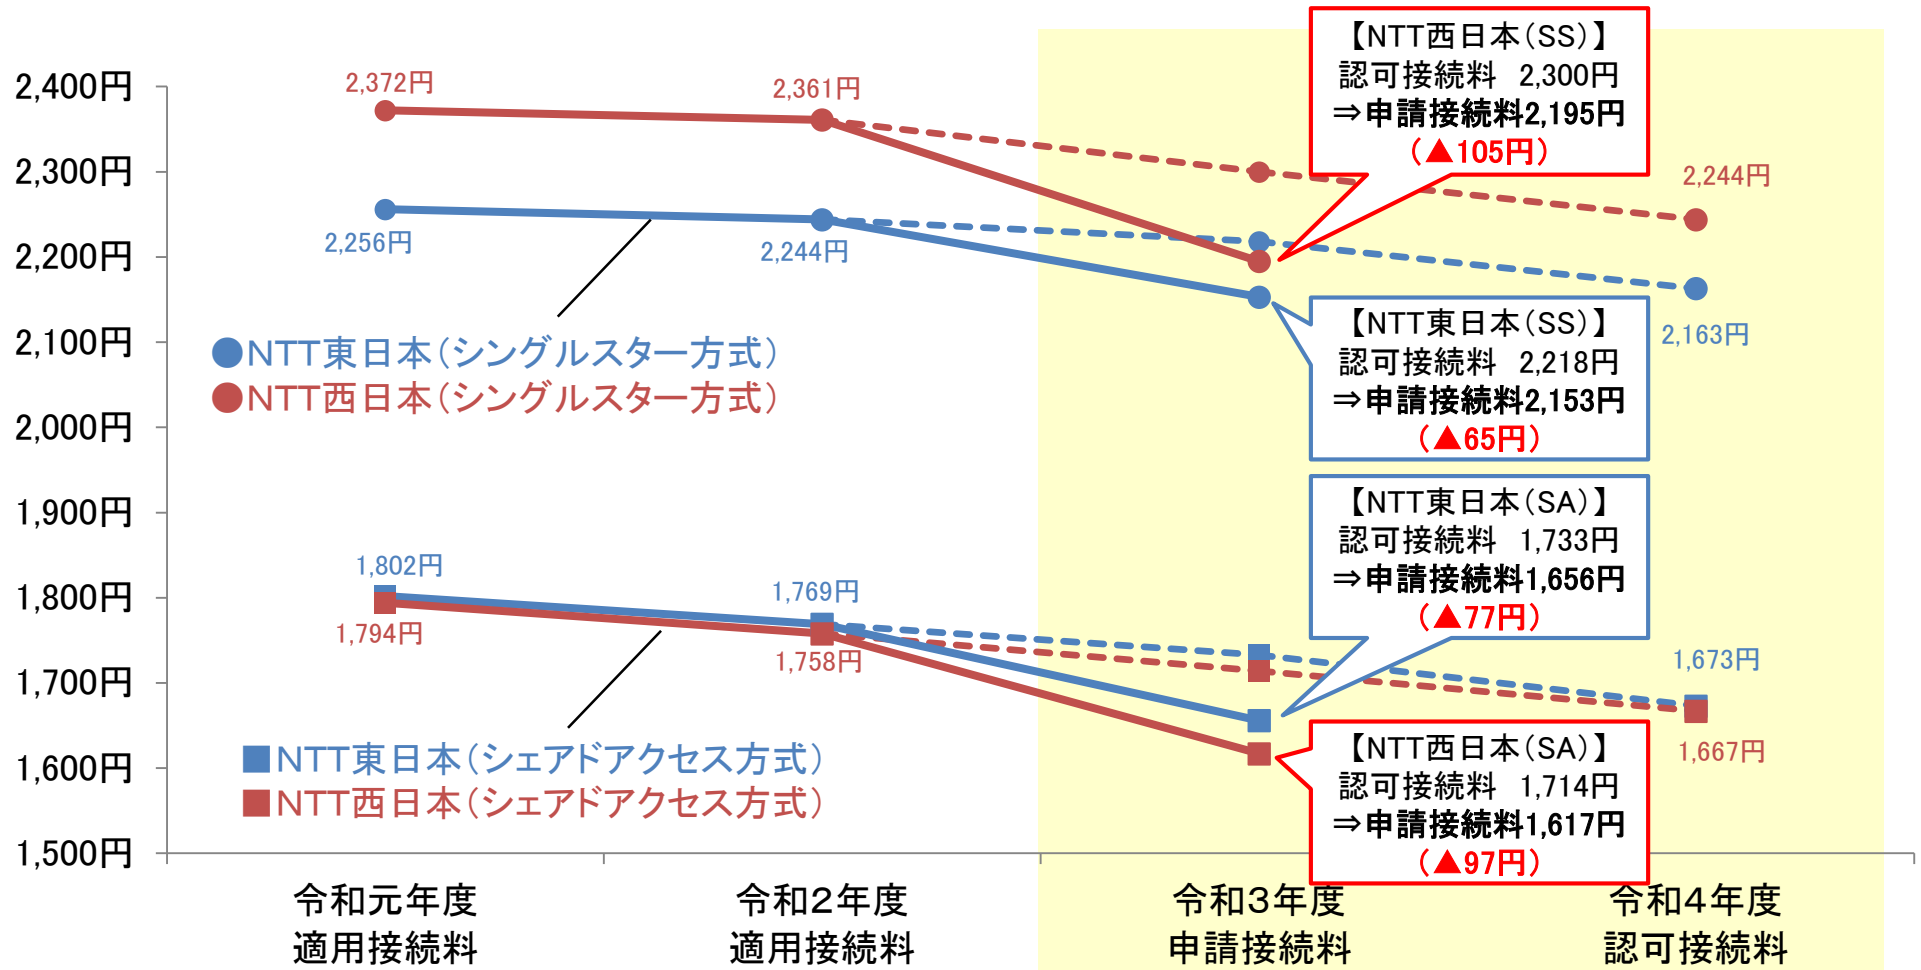 2,400円
2,300円
2,200円
2,100円
2,000円
1,900円
1,800円
1,700円
1,600円
1,500円
2,372円
2,361円
2,256円
2,244円
2,244円
2,163円
●NTT東日本(シングルスター方式)
●NTT西日本(シングルスター方式)
【NTT西日本(SS)】
認可接続料 2,300円
⇒申請接続料2,195円
(▲105円)
【NTT東日本(SS)】
認可接続料 2,218円
⇒申請接続料2,153円
(▲65円)
1,802円
1,769円
1,794円
1,758円
1,673円
1,667円
■NTT東日本(シェアドアクセス方式)
■NTT西日本(シェアドアクセス方式)
【NTT東日本(SA)】
認可接続料 1,733円
⇒申請接続料1,656円
(▲77円)
【NTT西日本(SA)】
認可接続料 1,714円
⇒申請接続料1,617円
(▲97円)
令和元年度
適用接続料
令和2年度
適用接続料
令和3年度
申請接続料
令和4年度
認可接続料